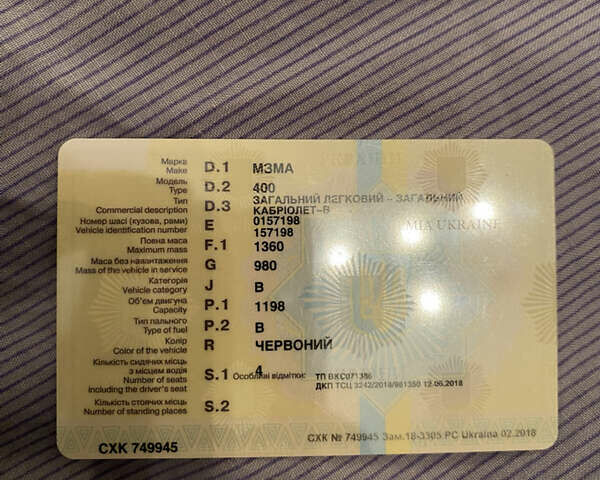 УКРАЇНИ
Марка
Make D.1 МЗМА
Модель
Type D.2 400
Тип ЗАГАЛЬНИЙ ЛЕГКОВИЙ - ЗАГАЛЬНИЙ
Commercial description D.3 КАБРІОЛЕТ-В
Номер шасі (кузова, рами) E 0157198
Vehicle identification number 157198
MIA UKRAINE
Повна маса
Maximum mass F.1 1360
Маса без навантаження
Mass of the vehicle in service G 980
Категорія
Vehicle category J B
Об'єм двигуна
Capacity P.1 1198
Тип пального
Type of fuel P.2 B
Колір
Color of the vehicle R ЧЕРВОНИЙ
Кількість сидячих місць
з місцем водія S.1 4
Number of seats Особливі відмітки: ТП ВКС071386
including the driver's seat ДКП ТСЦ 3242/2018/981350 12.06.2018
Кількість стоячих місць
Number of standing places S.2
СХК 749945
СХК № 749945 Зам.18-3305 РС Ukraina 02.2018